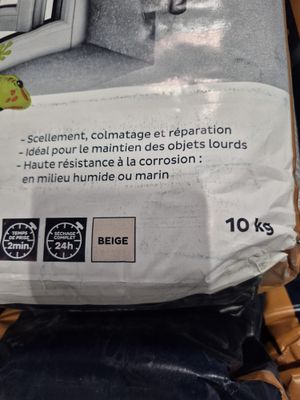 - Scellement, colmatage et réparation
- Idéal pour le maintien des objets lourds
- Haute résistance à la corrosion :
en milieu humide ou marin
TEMPS
DE PRISE
2min
SÉCHAGE
COMPLET
24h
BEIGE
10 kg